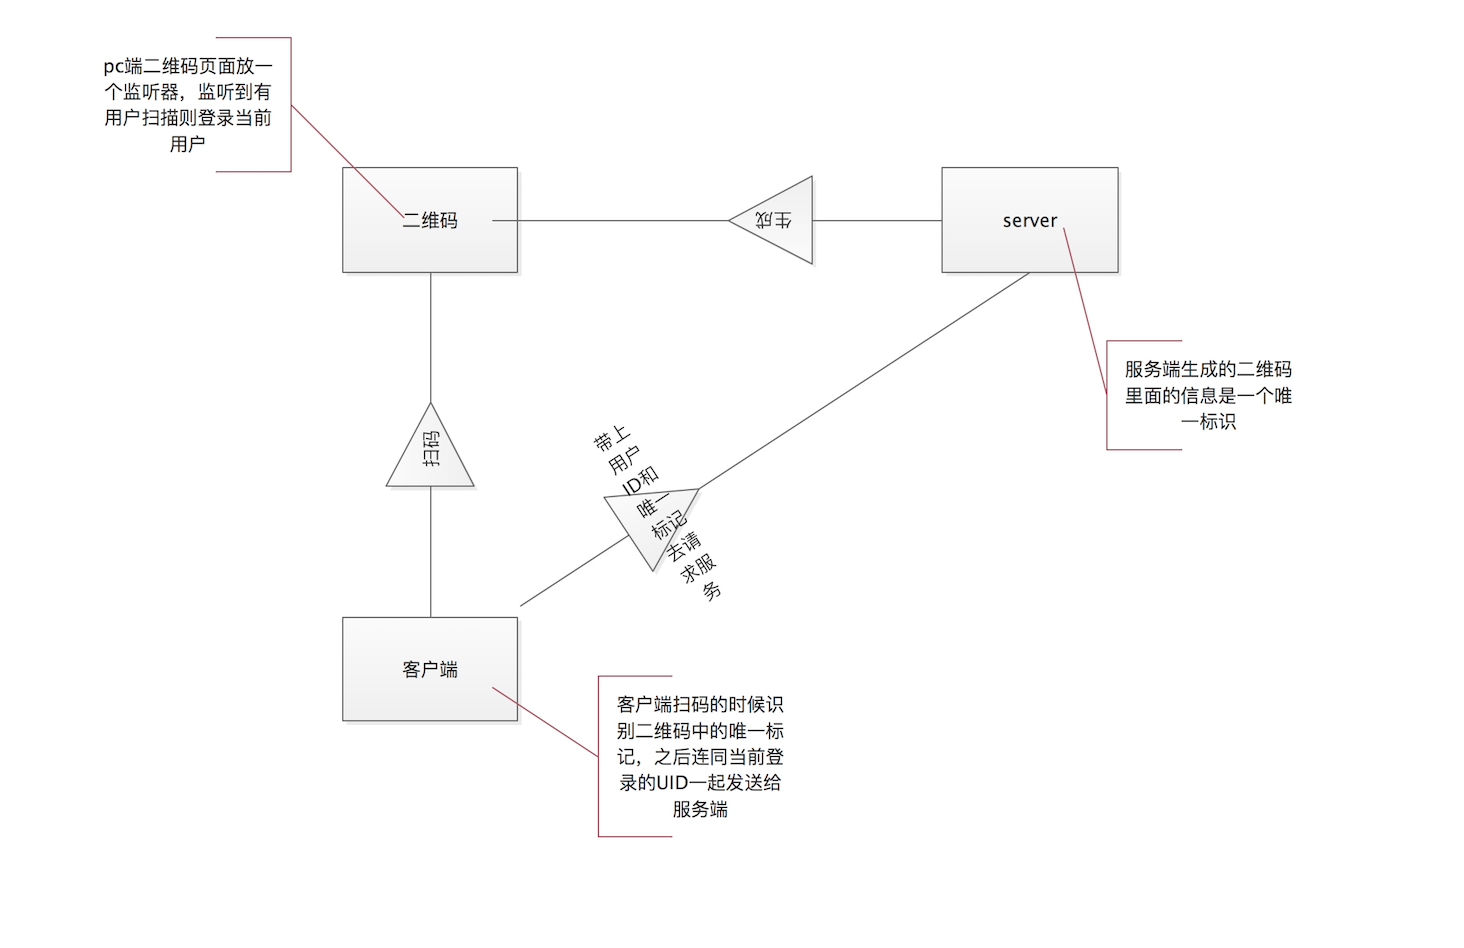 pc端二维码页面放一
个监听器，监听到有
用户扫描则登录当前
用户
二维码
生成
server
服务端生成的二维码
里面的信息是一个唯
一标识
扫码
带上
用户
ID和
唯一
标记
去请
求服
务
客户端
客户端扫码的时候识
别二维码中的唯一标
记，之后连同当前登
录的UID一起发送给
服务端